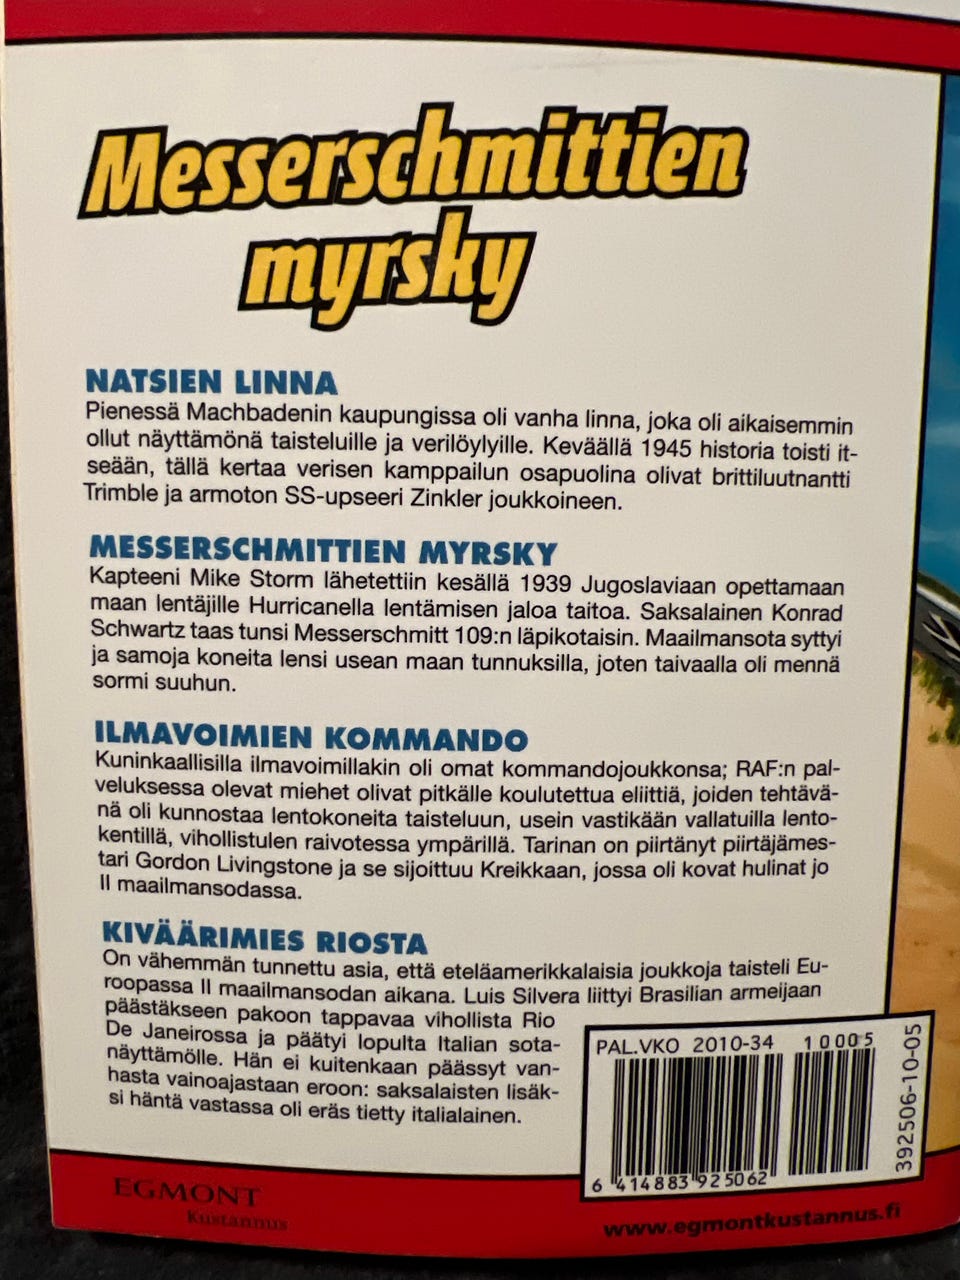 Messerschmittien
myrsky
NATSIEN LINNA
Pienessä Machbadenin kaupungissa oli vanha linna, joka oli aikaisemmin
ollut näyttämönä taisteluille ja verilöylyille. Keväällä 1945 historia toisti it-
seään, tällä kertaa verisen kamppailun osapuolina olivat brittiluutnantti
Trimble ja armoton SS-upseeri Zinkler joukkoineen.
MESSERSCHMITTIEN MYRSKY
Kapteeni Mike Storm lähetettiin kesällä 1939 Jugoslaviaan opettamaan
maan lentäjille Hurricanella lentämisen jaloa taitoa. Saksalainen Konrad
Schwartz taas tunsi Messerschmitt 109:n läpikotaisin. Maailmansota syttyi
ja samoja koneita lensi usean maan tunnuksilla, joten taivaalla oli mennä
sormi suuhun.
ILMAVOIMIEN KOMMANDO
Kuninkaallisilla ilmavoimillakin oli omat kommandojoukkonsa; RAF:n pal-
veluksessa olevat miehet olivat pitkälle koulutettua eliittiä, joiden tehtävä-
nä oli kunnostaa lentokoneita taisteluun, usein vastikään vallatuilla lento-
kentillä, vihollistulen raivotessa ympärillä. Tarinan on piirtänyt piirtäjämes-
tari Gordon Livingstone ja se sijoittuu Kreikkaan, jossa oli kovat hulinat jo
II maailmansodassa.
KIVÄÄRIMIES RIOSTA
On vähemmän tunnettu asia, että eteläamerikkalaisia joukkoja taisteli Eu-
roopassa II maailmansodan aikana. Luis Silvera liittyi Brasilian armeijaan
päästäkseen pakoon tappavaa vihollista Rio
De Janeirossa ja päätyi lopulta Italian sota-
näyttämölle. Hän ei kuitenkaan päässyt van-
hasta vainoajastaan eroon: saksalaisten lisäk-
si häntä vastassa oli eräs tietty italialainen.
PAL.VKO 2010-34 10005
6 414883 925062
392506-10-05
EGMONT
Kustannus
www.egmontkustannus.fi